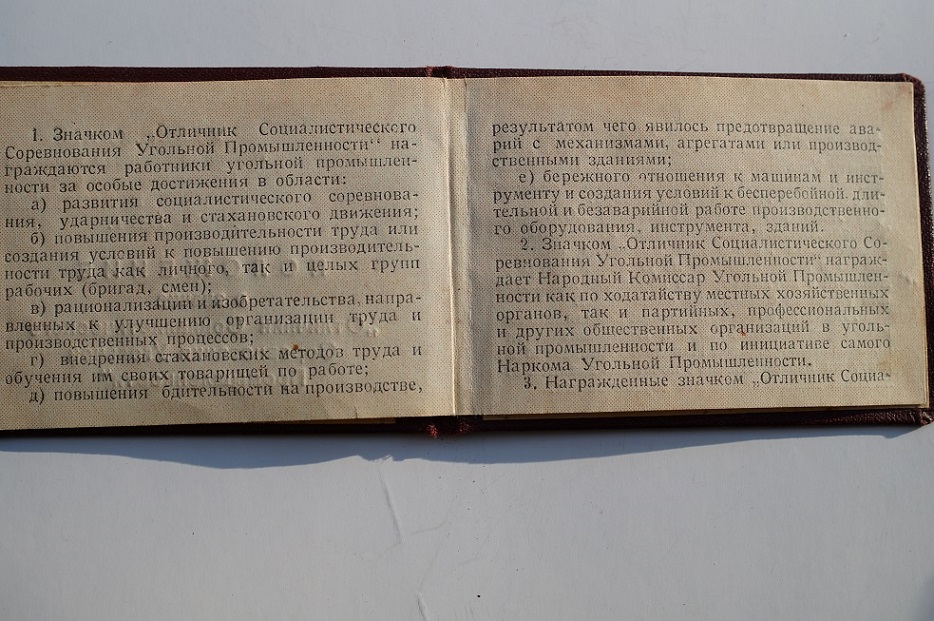 1. Значком „Отличник Социалистического
Соревнования Угольной Промышленности“ на-
граждаются работники угольной промышлен-
ности за особые достижения в области:
а) развития социалистического соревнова-
ния, ударничества и стахановского движения;
б) повышения производительности труда или
создания условий к повышению производитель-
ности труда как личного, так и целых групп
рабочих (бригад, смен);
в) рационализации и изобретательства, напра-
вленных к улучшению организации труда и
производственных процессов;
г) внедрения стахановских методов труда и
обучения им своих товарищей по работе;
д) повышения бдительности на производстве,
результатом чего явилось предотвращение ава-
рий с механизмами, агрегатами или производ-
ственными зданиями;
е) бережного отношения к машинам и инст-
рументу и создания условий к бесперебойной. дли-
тельной и безаварийной работе производственно-
го оборудования, инструмента, зданий.
2. Значком „Отличник Социалистического Со-
ревнования Угольной Промышленности“ награж-
дает Народный Комиссар Угольной Промышлен-
ности как по ходатайству местных хозяйственных
органов, так и партийных, профессиональных
и других общественных организаций в уголь-
ной промышленности и по инициативе самого
Наркома Угольной Промышленности.
3. Награжденные значком „Отличник Социа-